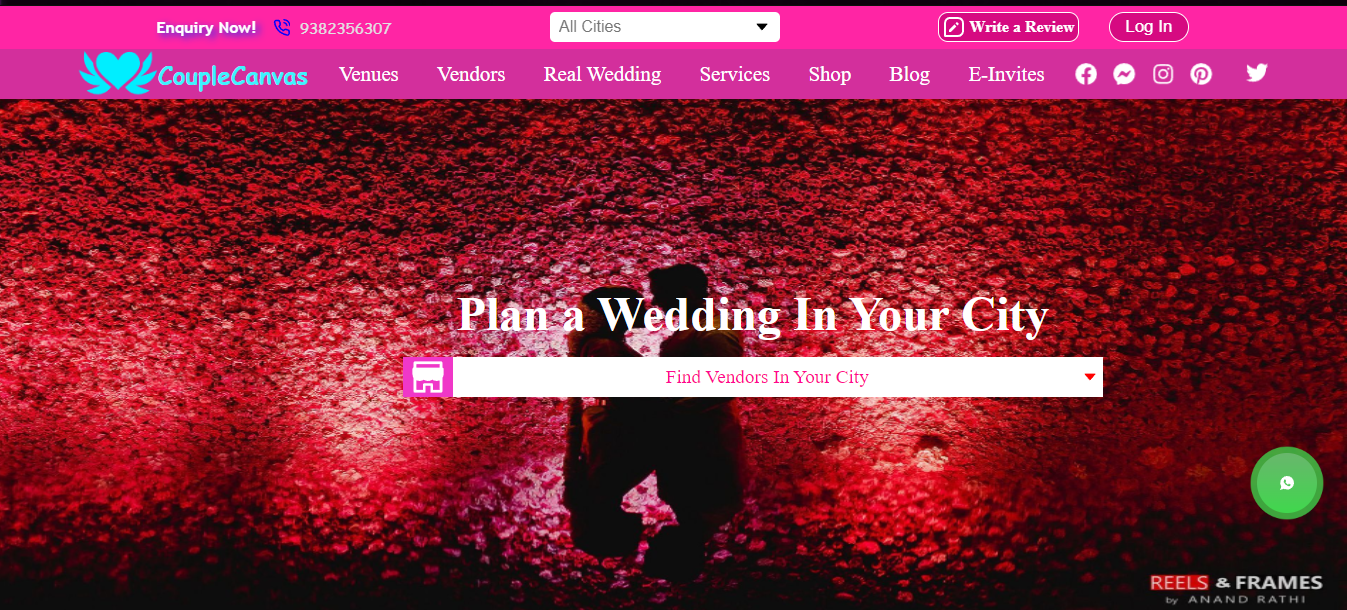 Enquiry Now! 9382356307 All Cities Write a Review Log In
CoupleCanvas Venues Vendors Real Wedding Services Shop Blog E-Invites
Plan a Wedding In Your City
Find Vendors In Your City
REELS & FRAMES
by ANAND RATHI